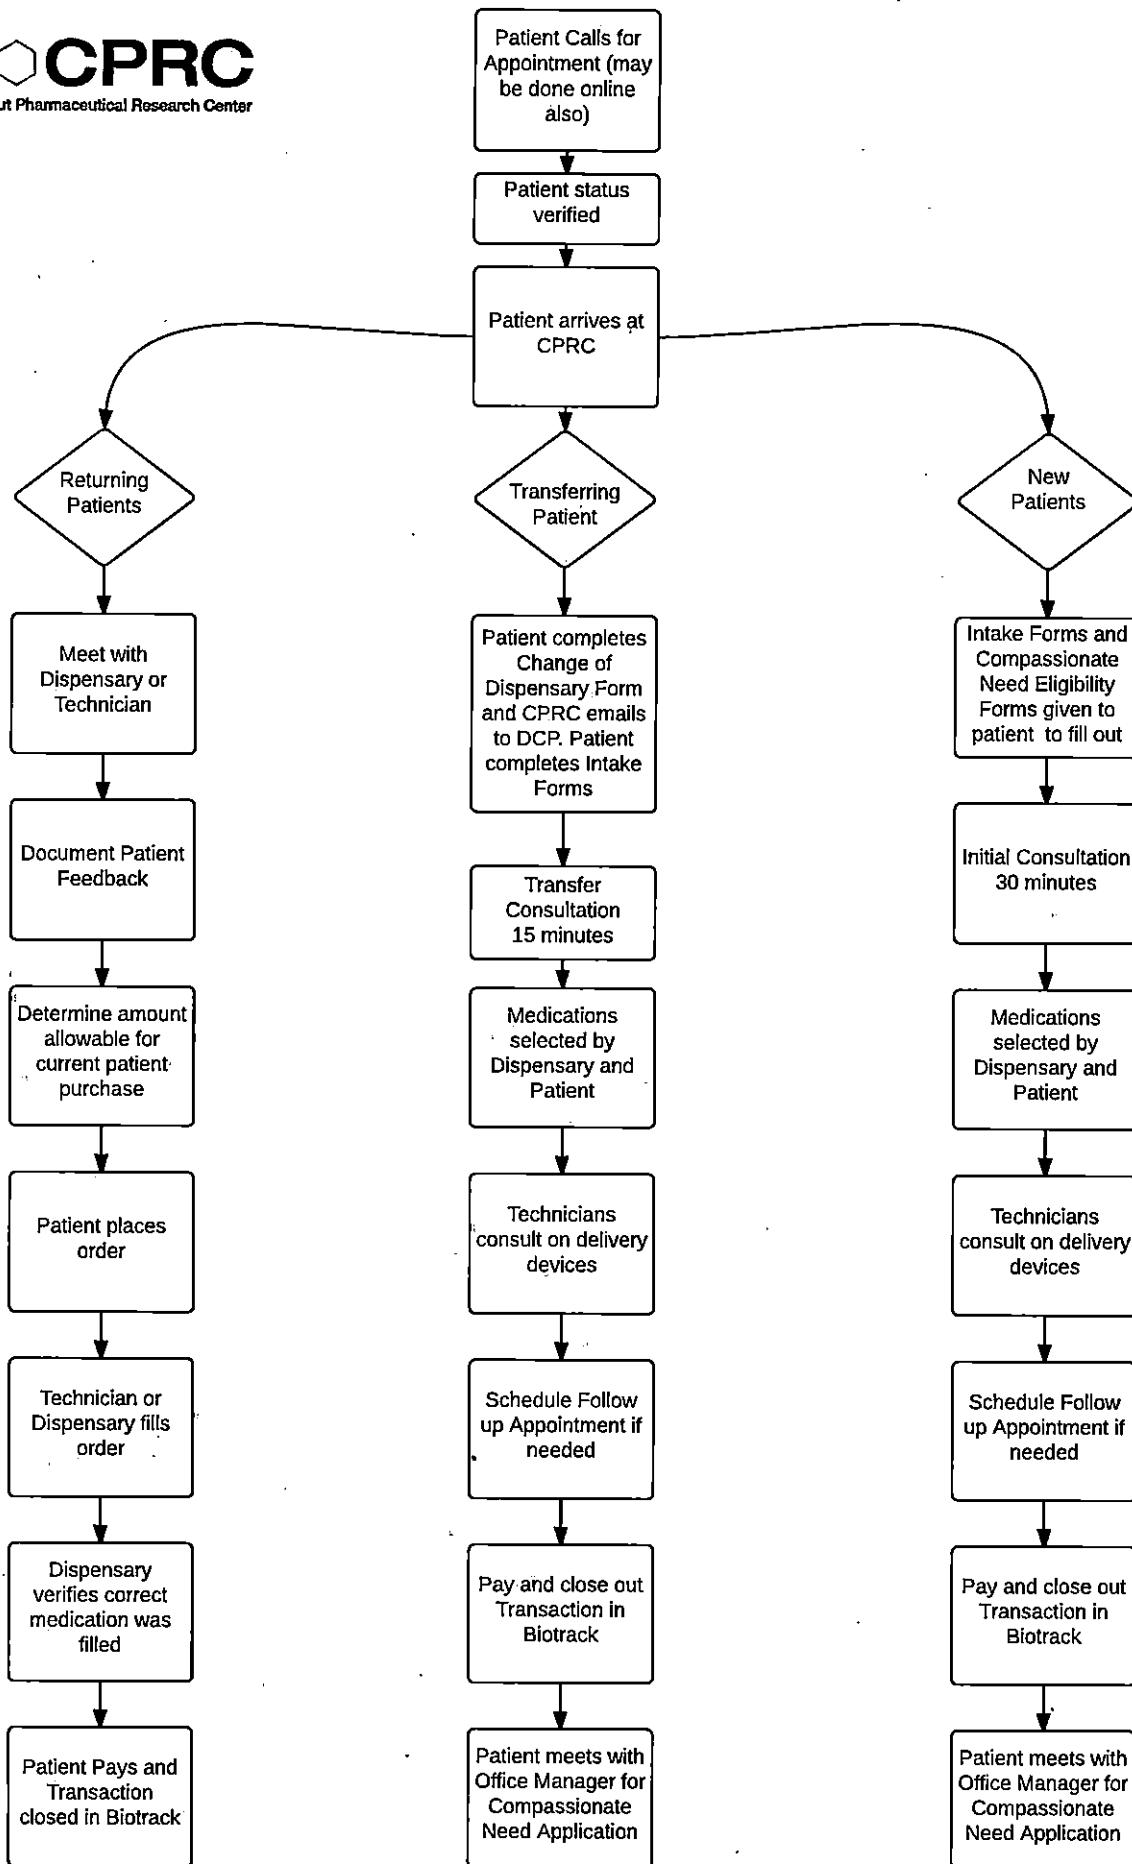 CPRC
ut Pharmaceutical Research Center
Patient Calls for
Appointment (may
be done online
also)
Patient status
verified
Patient arrives at
CPRC
Returning
Patients
Transferring
Patient
New
Patients
Meet with
Dispensary or
Technician
Document Patient
Feedback
Determine amount
allowable for
current patient
purchase
Patient places
order
Technician or
Dispensary fills
order
Dispensary
verifies correct
medication was
filled
Patient Pays and
Transaction
closed in Biotrack
Patient completes
Change of
Dispensary Form
and CPRC emails
to DCP. Patient
completes Intake
Forms
Transfer
Consultation
15 minutes
Medications
selected by
Dispensary and
Patient
Technicians
consult on delivery
devices
Schedule Follow
up Appointment if
needed
Pay and close out
Transaction in
Biotrack
Patient meets with
Office Manager for
Compassionate
Need Application
Intake Forms and
Compassionate
Need Eligibility
Forms given to
patient to fill out
Initial Consultation
30 minutes
Medications
selected by
Dispensary and
Patient
Technicians
consult on delivery
devices
Schedule Follow
up Appointment if
needed
Pay and close out
Transaction in
Biotrack
Patient meets with
Office Manager for
Compassionate
Need Application